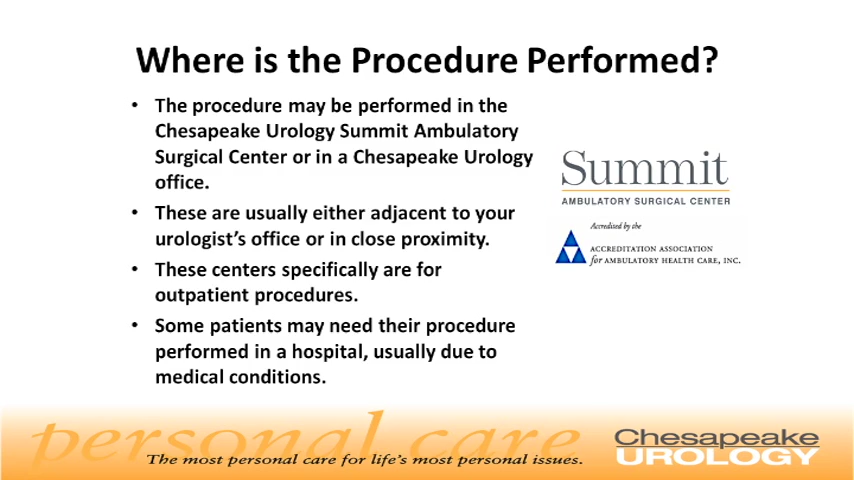 Where is the Procedure Performed?
• The procedure may be performed in the
Chesapeake Urology Summit Ambulatory
Surgical Center or in a Chesapeake Urology
office.
• These are usually either adjacent to your
urologist's office or in close proximity.
• These centers specifically are for
outpatient procedures.
• Some patients may need their procedure
performed in a hospital, usually due to
medical conditions.
Summit
AMBULATORY SURGICAL CENTER
Accredited by the
ACCREDITATION ASSOCIATION
for AMBULATORY HEALTH CARE, INC.
personal care
The most personal care for life's most personal issues.
Chesapeake
UROLOGY